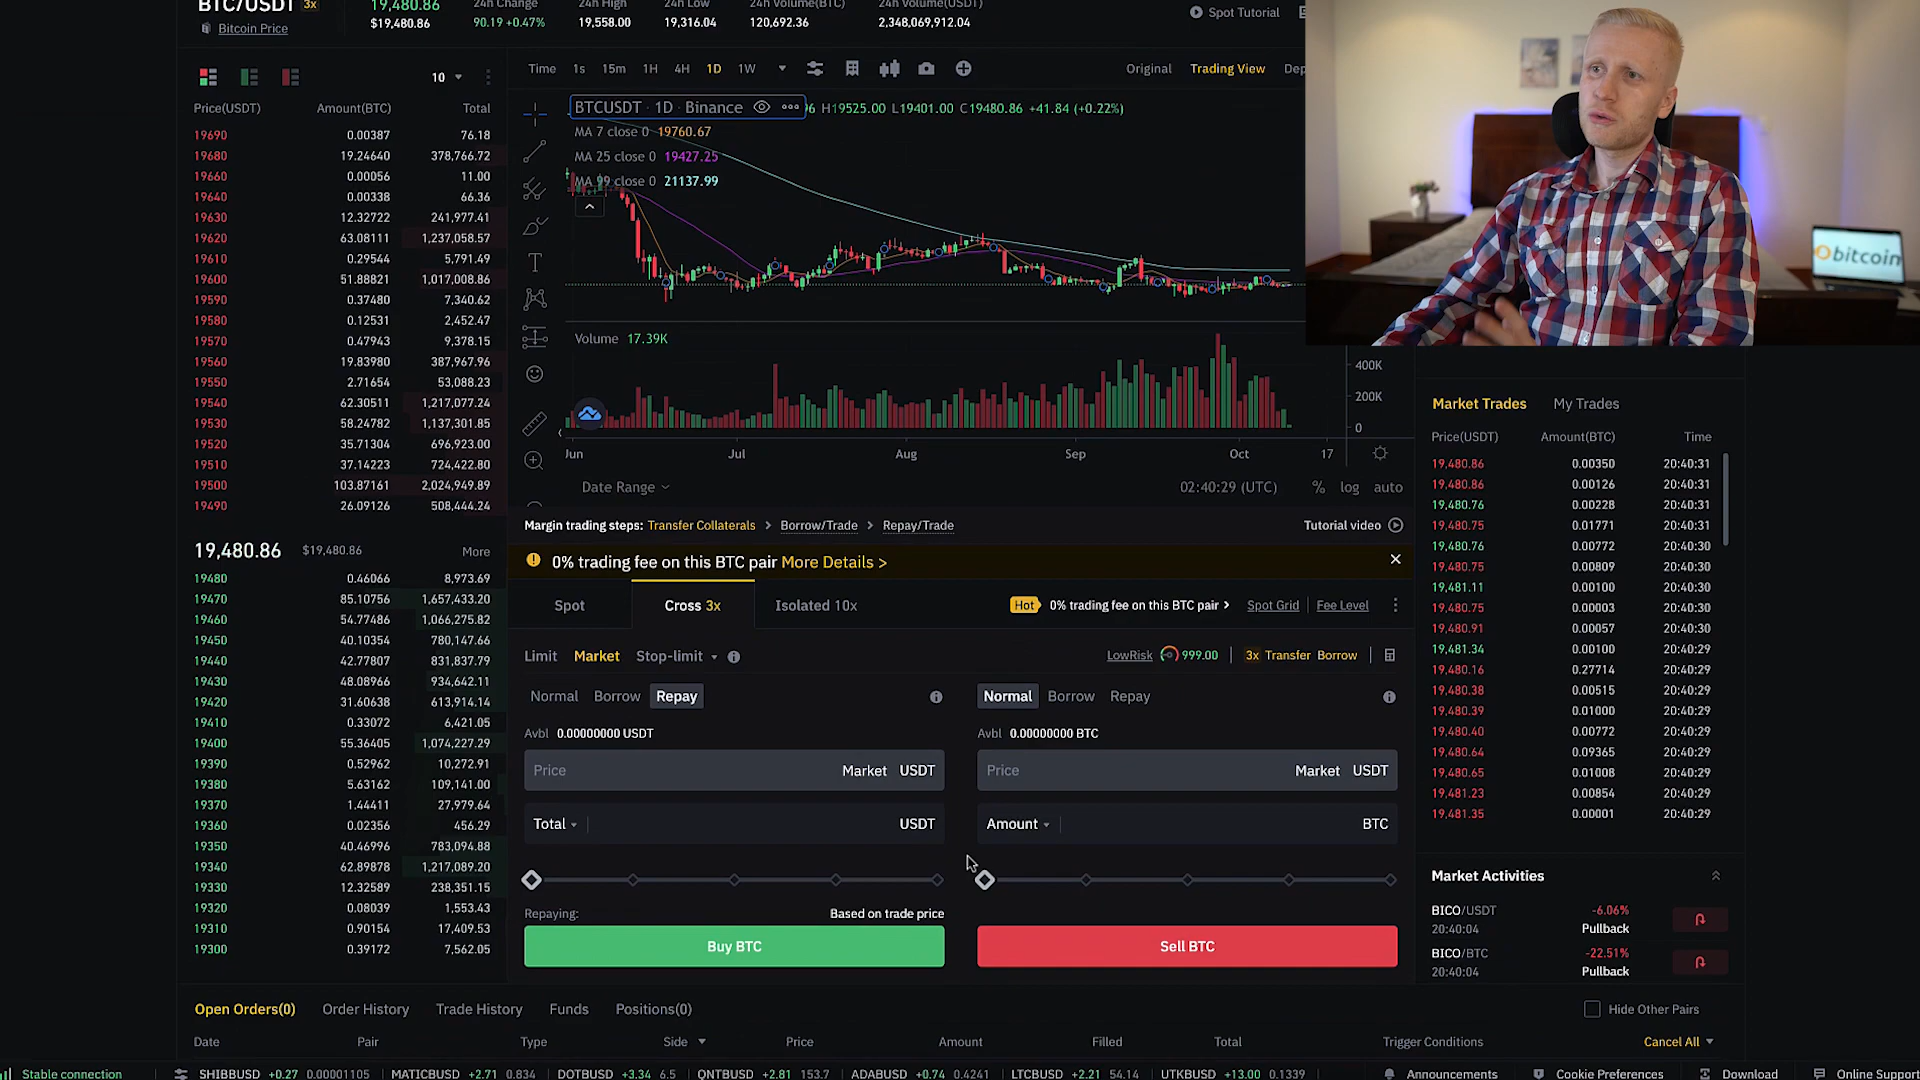 BTC/USDT 3x
19,480.86
$19,480.86
24h Change
90.19 +0.47%
24h High
19,558.00
24h Low
19,316.04
24h Volume(BTC)
120,692.36
24h Volume(USDT)
2,348,069,912.04
Spot Tutorial
Bitcoin Price
10
Time 1s 15m 1H 4H 1D 1W
Original Trading View Dep
Price(USDT) Amount(BTC) Total
19690 0.00387 76.18
19680 19.24640 378,766.72
19660 0.00056 11.00
19640 0.00338 66.36
19630 12.32722 241,977.41
19620 63.08111 1,237,058.57
19610 0.29544 5,791.49
19600 51.88821 1,017,008.86
19590 0.37480 7,340.62
19580 0.12531 2,452.47
19570 0.47943 9,378.15
19560 19.83980 387,967.96
19550 2.71654 53,088.23
19540 62.30511 1,217,077.24
19530 58.24782 1,137,301.85
19520 35.71304 696,923.00
19510 37.14223 724,422.80
19500 103.87161 2,024,949.89
19490 26.09126 508,444.24
19,480.86 $19,480.86 More
19480 0.46066 8,973.69
19470 85.10756 1,657,433.20
19460 54.77486 1,066,275.82
19450 40.10354 780,147.66
19440 42.77807 831,837.79
19430 48.08966 934,642.11
19420 31.60638 613,914.14
19410 0.33072 6,421.05
19400 55.36405 1,074,227.29
19390 0.52962 10,272.91
19380 5.63162 109,141.00
19370 1.44411 27,979.64
19360 0.02356 456.29
19350 40.46996 783,094.88
19340 62.89878 1,217,089.20
19330 12.32589 238,351.15
19320 0.08039 1,553.43
19310 0.90154 17,409.53
19300 0.39172 7,562.05
BTCUSDT · 1D · Binance 96 H19525.00 L19401.00 C19480.86 +41.84 (+0.22%)
MA 7 close 0 19760.67
MA 25 close 0 19427.25
MA 99 close 0 21137.99
Volume 17.39K
400K
200K
0
Jun Jul Aug Sep Oct 17
Date Range 02:40:29 (UTC) % log auto
bitcoin
Margin trading steps: Transfer Collaterals > Borrow/Trade > Repay/Trade Tutorial video
0% trading fee on this BTC pair More Details >
Spot Cross 3x Isolated 10x
Hot 0% trading fee on this BTC pair > Spot Grid Fee Level
Limit Market Stop-limit
LowRisk 999.00 3x Transfer Borrow
Normal Borrow Repay
Avbl 0.00000000 USDT
Price Market USDT
Total USDT
Repaying: Based on trade price
Buy BTC
Normal Borrow Repay
Avbl 0.00000000 BTC
Price Market USDT
Amount BTC
Sell BTC
Market Trades My Trades
Price(USDT) Amount(BTC) Time
19,480.86 0.00350 20:40:31
19,480.86 0.00126 20:40:31
19,480.76 0.00228 20:40:31
19,480.75 0.01771 20:40:31
19,480.76 0.00772 20:40:30
19,480.75 0.00809 20:40:30
19,481.11 0.00100 20:40:30
19,480.75 0.00003 20:40:30
19,480.91 0.00057 20:40:30
19,481.34 0.00100 20:40:29
19,480.16 0.27714 20:40:29
19,480.38 0.00515 20:40:29
19,480.39 0.01000 20:40:29
19,480.40 0.00772 20:40:29
19,480.64 0.09365 20:40:29
19,480.65 0.01008 20:40:29
19,481.23 0.00854 20:40:29
19,481.35 0.00001 20:40:29
Market Activities
BICO/USDT -6.06%
20:40:04 Pullback
BICO/BTC -22.51%
20:40:04 Pullback
Open Orders(0) Order History Trade History Funds Positions(0) Hide Other Pairs
Date Pair Type Side Price Amount Filled Total Trigger Conditions Cancel All
Stable connection SHIBBUSD +0.27 0.00001105 MATICBUSD +2.71 0.834 DOTBUSD +3.34 6.5 QNTBUSD +2.81 153.7 ADABUSD +0.74 0.4241 LTCBUSD +2.21 54.14 UTKBUSD +13.00 0.1339 Announcements Cookie Preferences Download Online Support